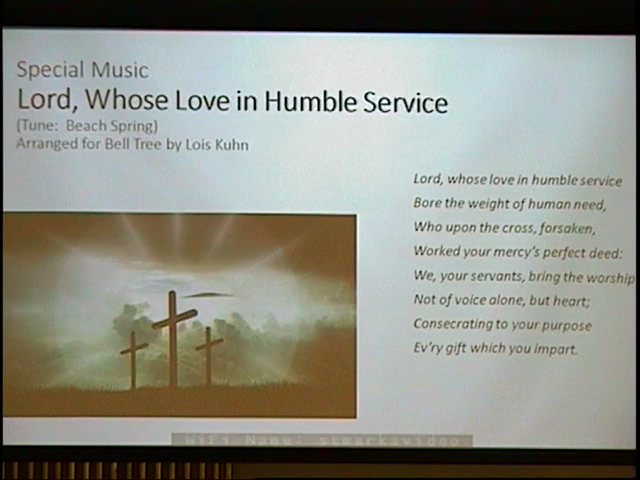 Special Music
Lord, Whose Love in Humble Service
(Tune: Beach Spring)
Arranged for Bell Tree by Lois Kuhn
Lord, whose love in humble service
Bore the weight of human need,
Who upon the cross, forsaken,
Worked your mercy's perfect deed:
We, your servants, bring the worship
Not of voice alone, but heart;
Consecrating to your purpose
Ev'ry gift which you impart.
WiFi Name: stmarksvideo